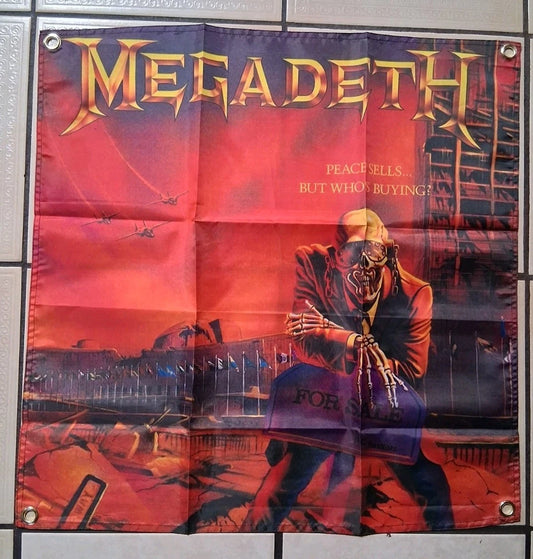 MEGADETH
PEACE SELLS...
BUT WHO'S BUYING?
FOR SALE